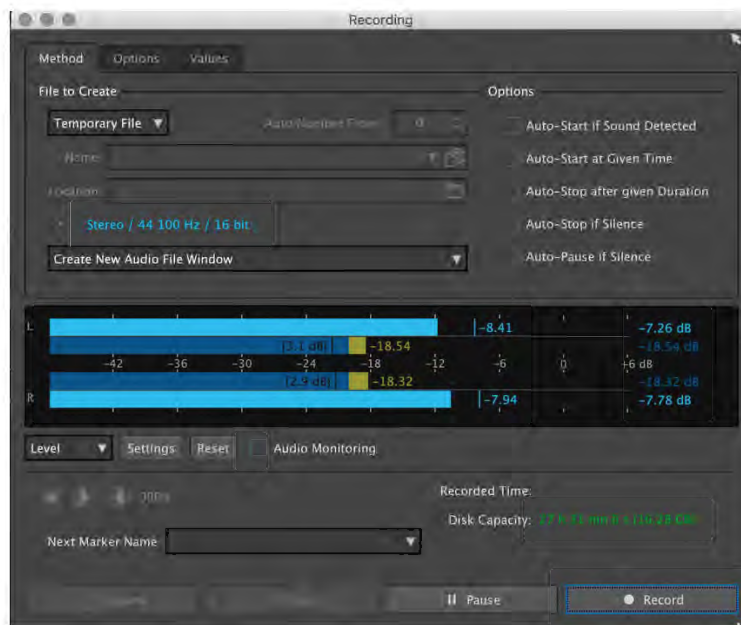 Recording
Method Options Values
File to Create Options
Temporary File Auto-Number From: 0 Auto-Start if Sound Detected
Name: Auto-Start at Given Time
Location: Auto-Stop after given Duration
Stereo / 44 100 Hz / 16 bit Auto-Stop if Silence
Create New Audio File Window Auto-Pause if Silence
L -8.41 -7.26 dB
[3.1 dB] -18.54 -18.54 dB
-42 -36 -30 -24 -18 -12 -6 0 +6 dB
[2.9 dB] -18.32 -18.32 dB
R -7.94 -7.78 dB
Level Settings Reset Audio Monitoring
Recorded Time:
Disk Capacity:
Next Marker Name
Pause Record